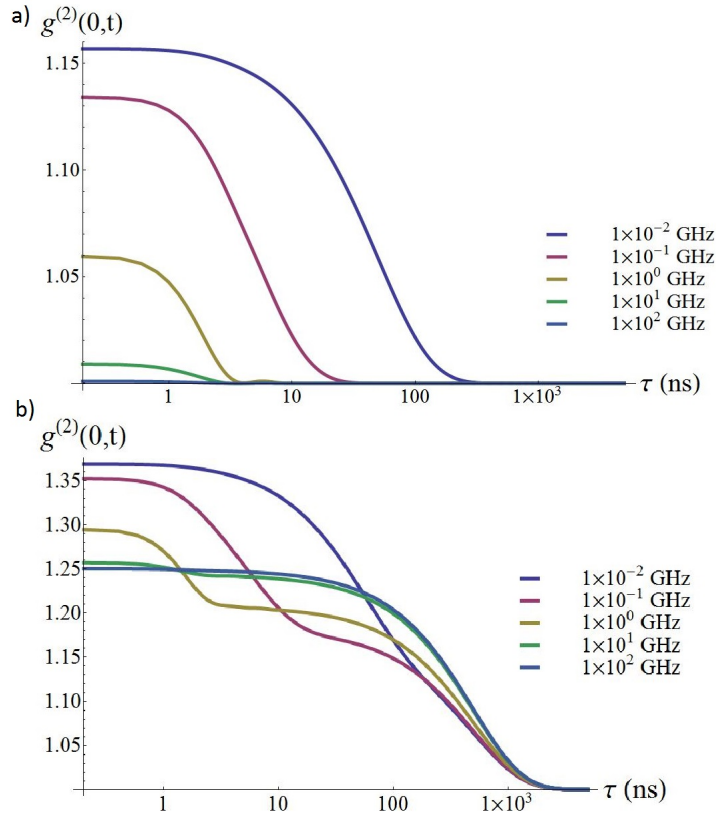 a)
g⁽²⁾(0,t)
1.15
1.10
1.05
1×10⁻² GHz
1×10⁻¹ GHz
1×10⁰ GHz
1×10¹ GHz
1×10² GHz
1 10 100 1×10³ τ (ns)
b)
g⁽²⁾(0,t)
1.35
1.30
1.25
1.20
1.15
1.10
1.05
1×10⁻² GHz
1×10⁻¹ GHz
1×10⁰ GHz
1×10¹ GHz
1×10² GHz
1 10 100 1×10³ τ (ns)